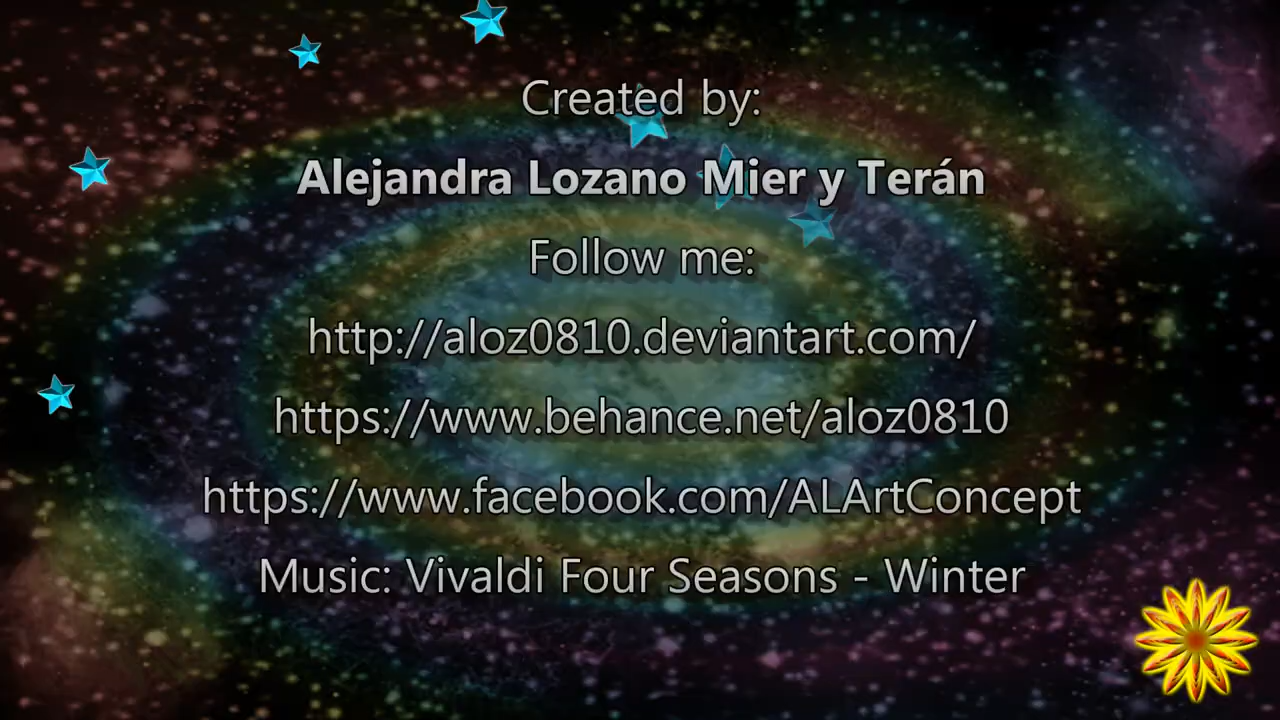 Created by:
Alejandra Lozano Mier y Terán
Follow me:
http://aloz0810.deviantart.com/
https://www.behance.net/aloz0810
https://www.facebook.com/ALArtConcept
Music: Vivaldi Four Seasons - Winter